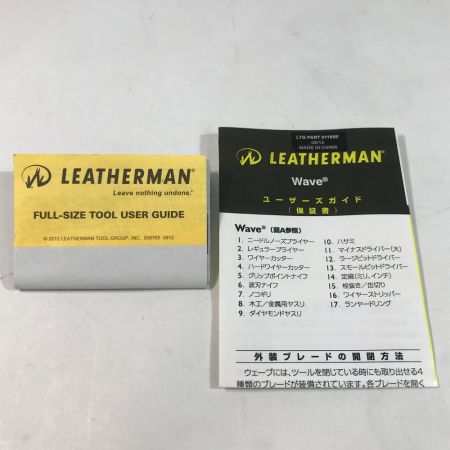 LEATHERMAN®
Leave nothing undone.®
FULL-SIZE TOOL USER GUIDE
© 2012 LEATHERMAN TOOL GROUP, INC. 939765 0912
LTG PART 911695
MADE IN CHINA
LEATHERMAN®
Wave®
ユーザーズガイド
(保証書)
Wave®(図A参照)
1. ニードルノーズプライヤー
2. レギュラープライヤー
3. ワイヤーカッター
4. ハードワイヤーカッター
5. グリップポイントナイフ
6. 波刃ナイフ
7. ノコギリ
8. 木工/金属用ヤスリ
9. ダイヤモンドヤスリ
10. ハサミ
11. マイナスドライバー(大)
12. ラージビットドライバー
13. スモールビットドライバー
14. 定規(ミリ、インチ)
15. 栓抜き/缶切り
16. ワイヤーストリッパー
17. ランヤードリング
外装ブレードの開閉方法
ウェーブには、ツールを閉じている時にも取り出せる4
種類のブレードが装備されています。各ブレードを開く